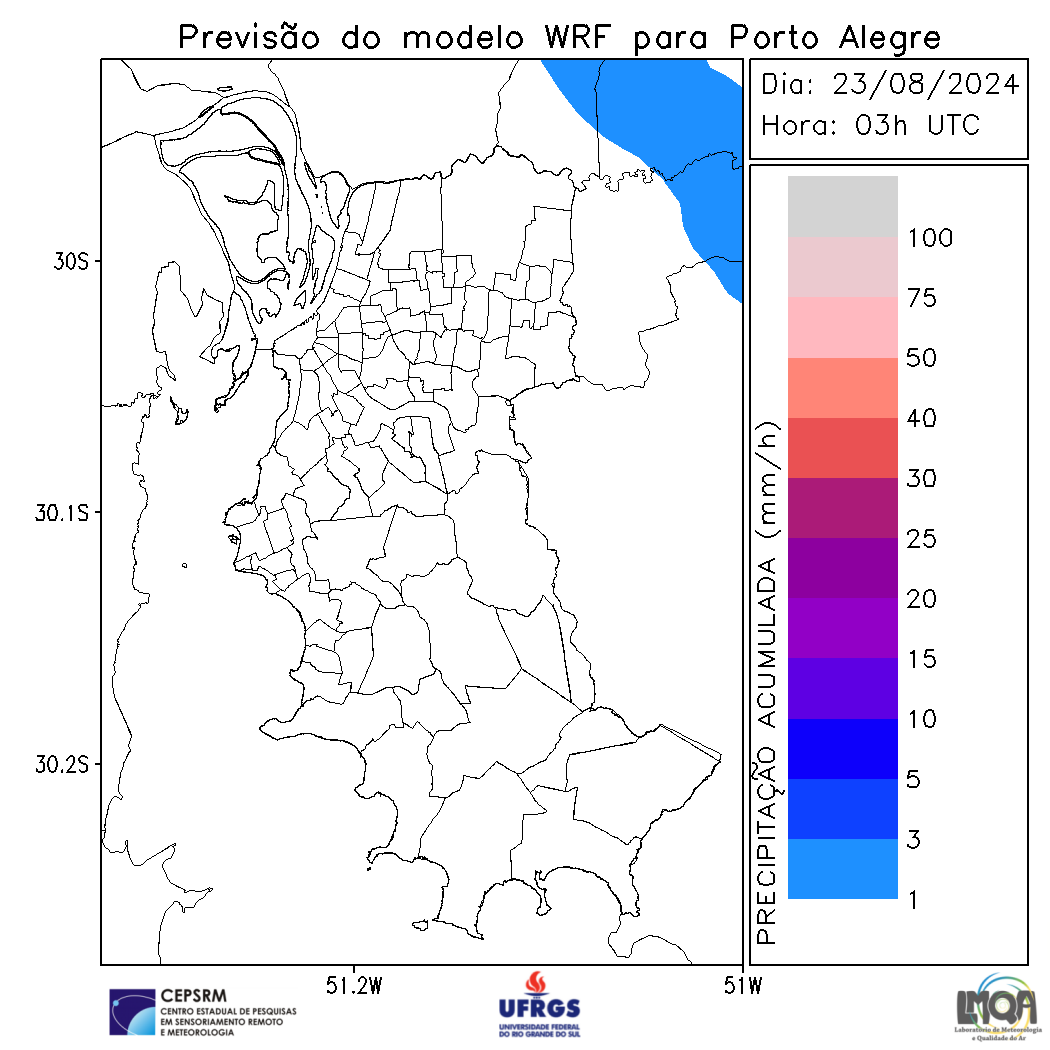 Previsão do modelo WRF para Porto Alegre
Dia: 23/08/2024
Hora: 03h UTC
30S
30.1S
30.2S
51.2W
51W
PRECIPITAÇÃO ACUMULADA (mm/h)
100
75
50
40
30
25
20
15
10
5
3
1
CEPSRM
CENTRO ESTADUAL DE PESQUISAS
EM SENSORIAMENTO REMOTO
E METEOROLOGIA
UFRGS
UNIVERSIDADE FEDERAL
DO RIO GRANDE DO SUL
LMQA
Laboratório de Meteorologia
e Qualidade do Ar